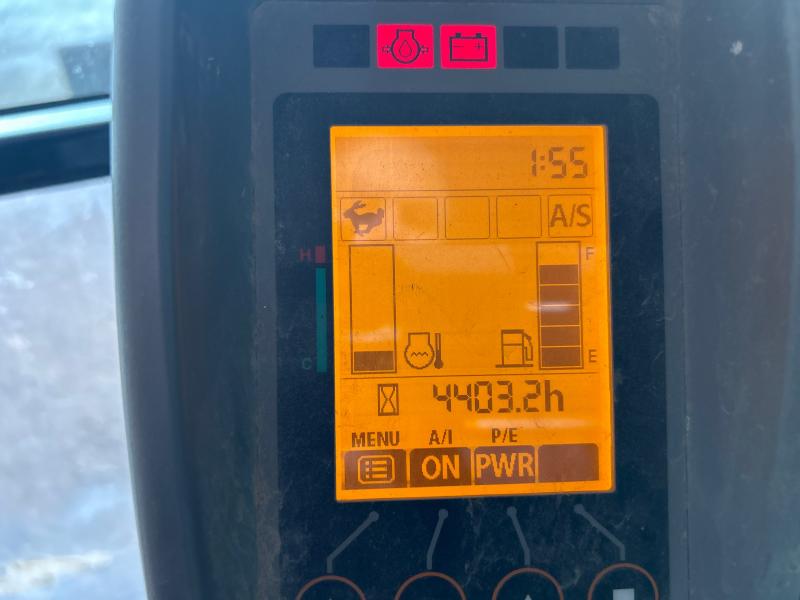 1:55
A/S
H F
C E
4403.2h
MENU A/I P/E
ON PWR